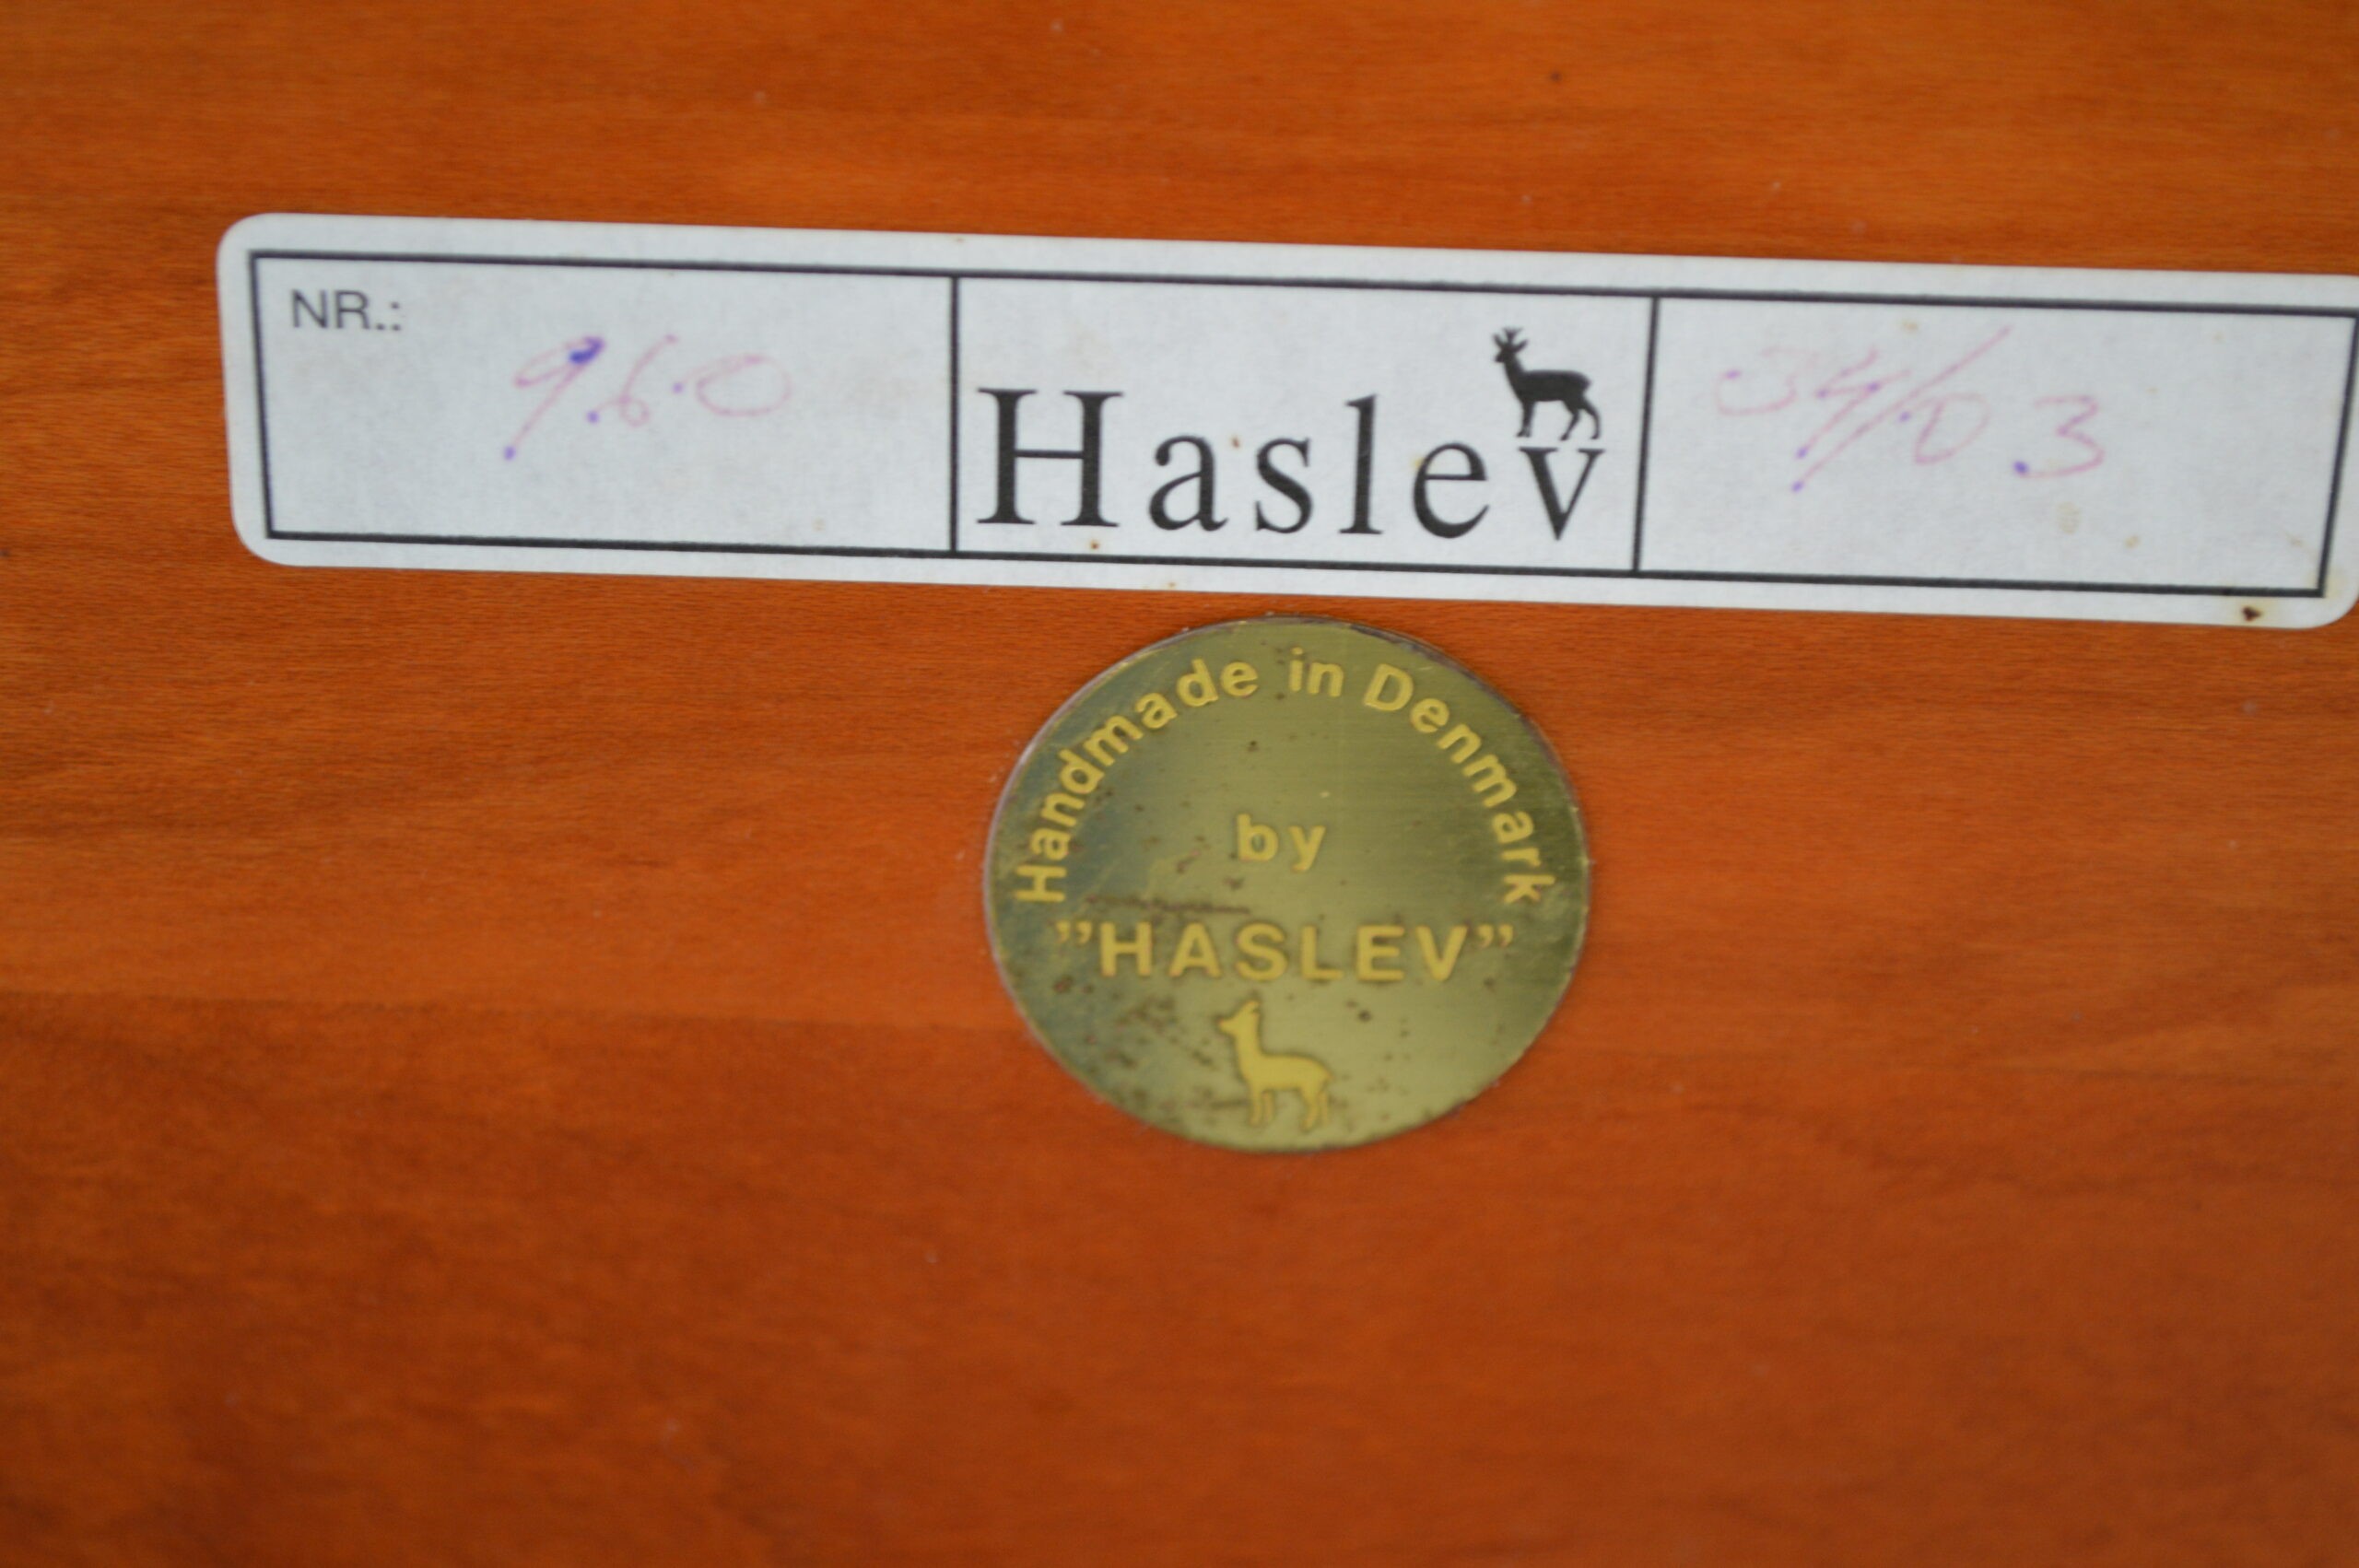 NR.: 960
Haslev
34/03
Handmade in Denmark
by
”HASLEV”